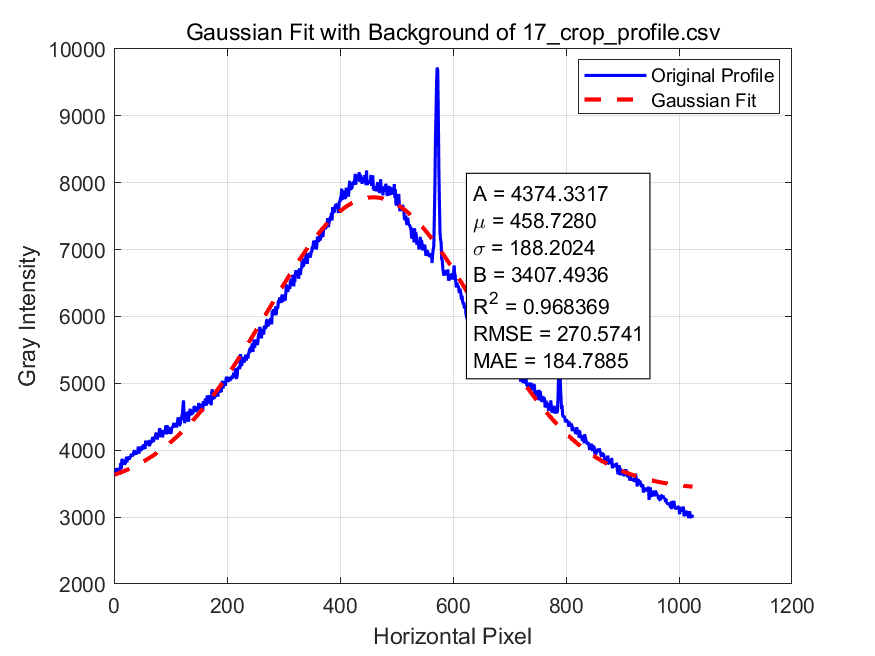 Gaussian Fit with Background of 17_crop_profile.csv
10000
9000
8000
7000
6000
5000
4000
3000
2000
Gray Intensity
0
200
400
600
800
1000
1200
Horizontal Pixel
Original Profile
Gaussian Fit
A = 4374.3317
μ = 458.7280
σ = 188.2024
B = 3407.4936
R² = 0.968369
RMSE = 270.5741
MAE = 184.7885